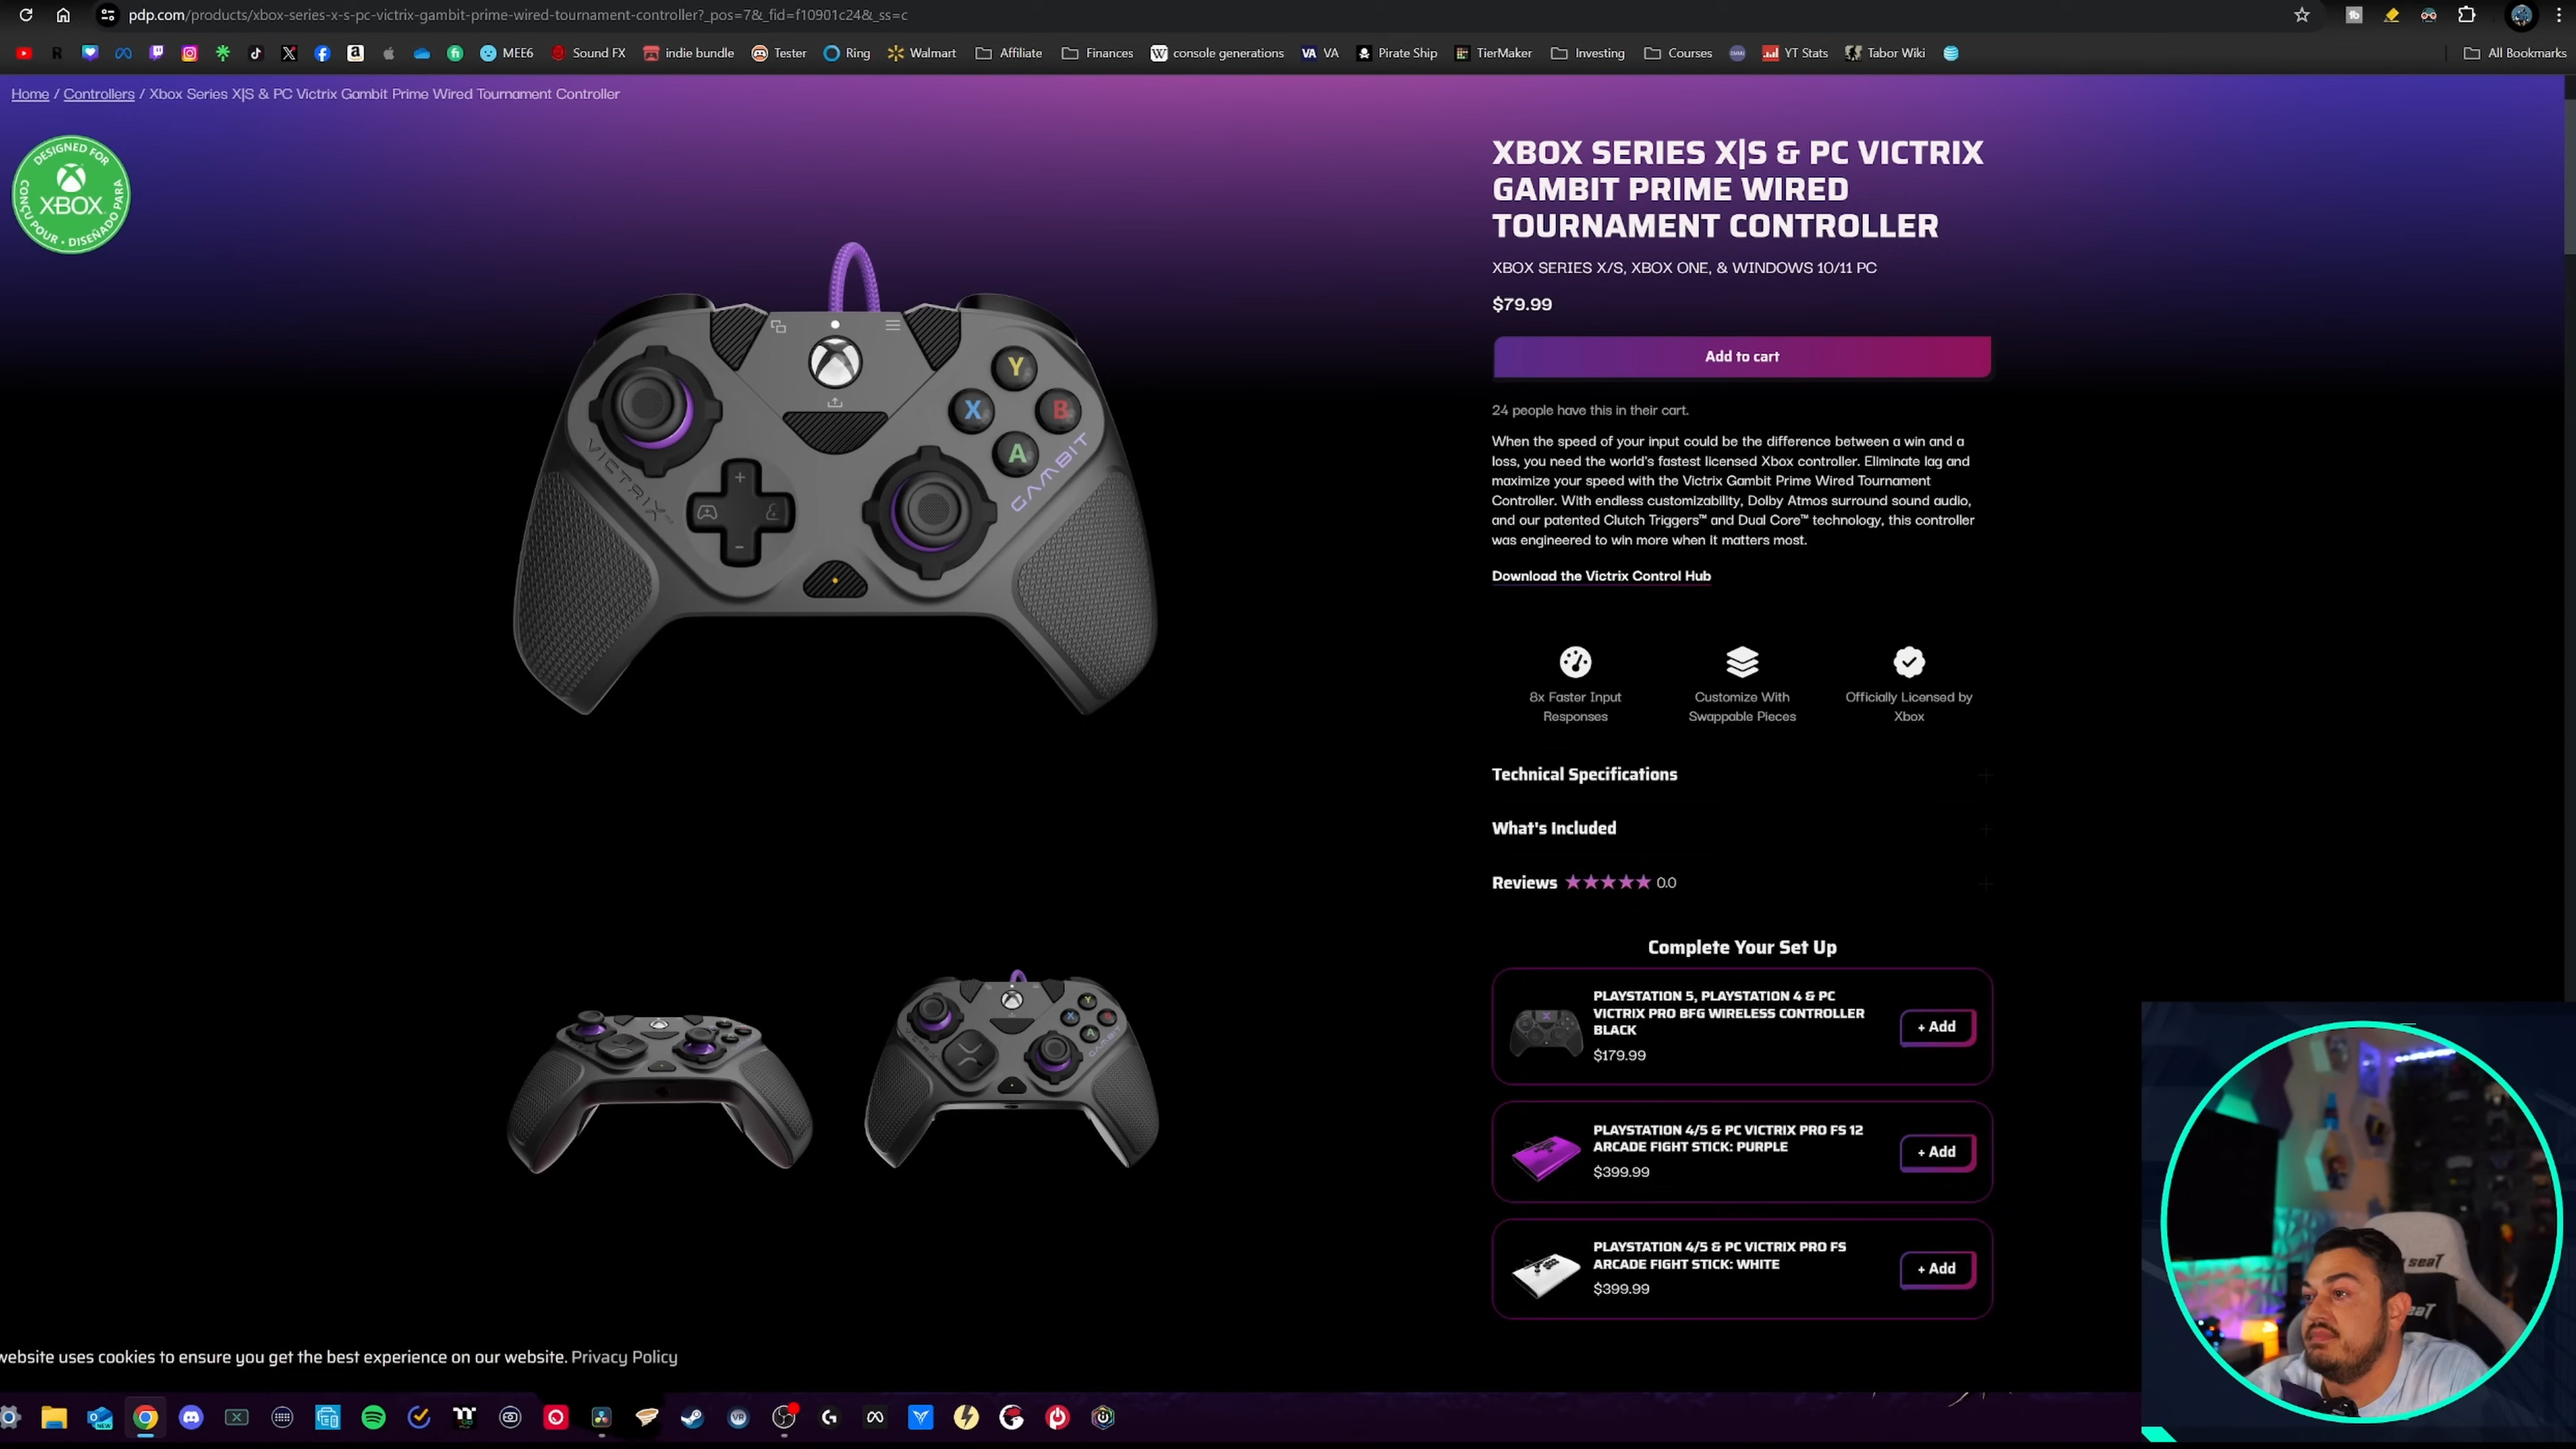 pdp.com/products/xbox-series-x-s-pc-victrix-gambit-prime-wired-tournament-controller?_pos=7&_fid=f10901c24&_ss=c
MEE6 Sound FX indie bundle Tester Ring Walmart Affiliate Finances console generations VA VA Pirate Ship TierMaker Investing Courses YT Stats Tabor Wiki All Bookmarks
Home / Controllers / Xbox Series X|S & PC Victrix Gambit Prime Wired Tournament Controller
DESIGNED FOR
XBOX
CONÇU POUR • DISEÑADO PARA
Y
X
B
A
VICTRIX
GAMBIT
XBOX SERIES X|S & PC VICTRIX
GAMBIT PRIME WIRED
TOURNAMENT CONTROLLER
XBOX SERIES X/S, XBOX ONE, & WINDOWS 10/11 PC
$79.99
Add to cart
24 people have this in their cart.
When the speed of your input could be the difference between a win and a
loss, you need the world's fastest licensed Xbox controller. Eliminate lag and
maximize your speed with the Victrix Gambit Prime Wired Tournament
Controller. With endless customizability, Dolby Atmos surround sound audio,
and our patented Clutch Triggers™ and Dual Core™ technology, this controller
was engineered to win more when it matters most.
Download the Victrix Control Hub
8x Faster Input
Responses
Customize With
Swappable Pieces
Officially Licensed by
Xbox
Technical Specifications +
What's Included +
Reviews ★★★★★ 0.0 +
Complete Your Set Up
PLAYSTATION 5, PLAYSTATION 4 & PC
VICTRIX PRO BFG WIRELESS CONTROLLER
BLACK
$179.99
+ Add
PLAYSTATION 4/5 & PC VICTRIX PRO FS 12
ARCADE FIGHT STICK: PURPLE
$399.99
+ Add
PLAYSTATION 4/5 & PC VICTRIX PRO FS
ARCADE FIGHT STICK: WHITE
$399.99
+ Add
website uses cookies to ensure you get the best experience on our website. Privacy Policy